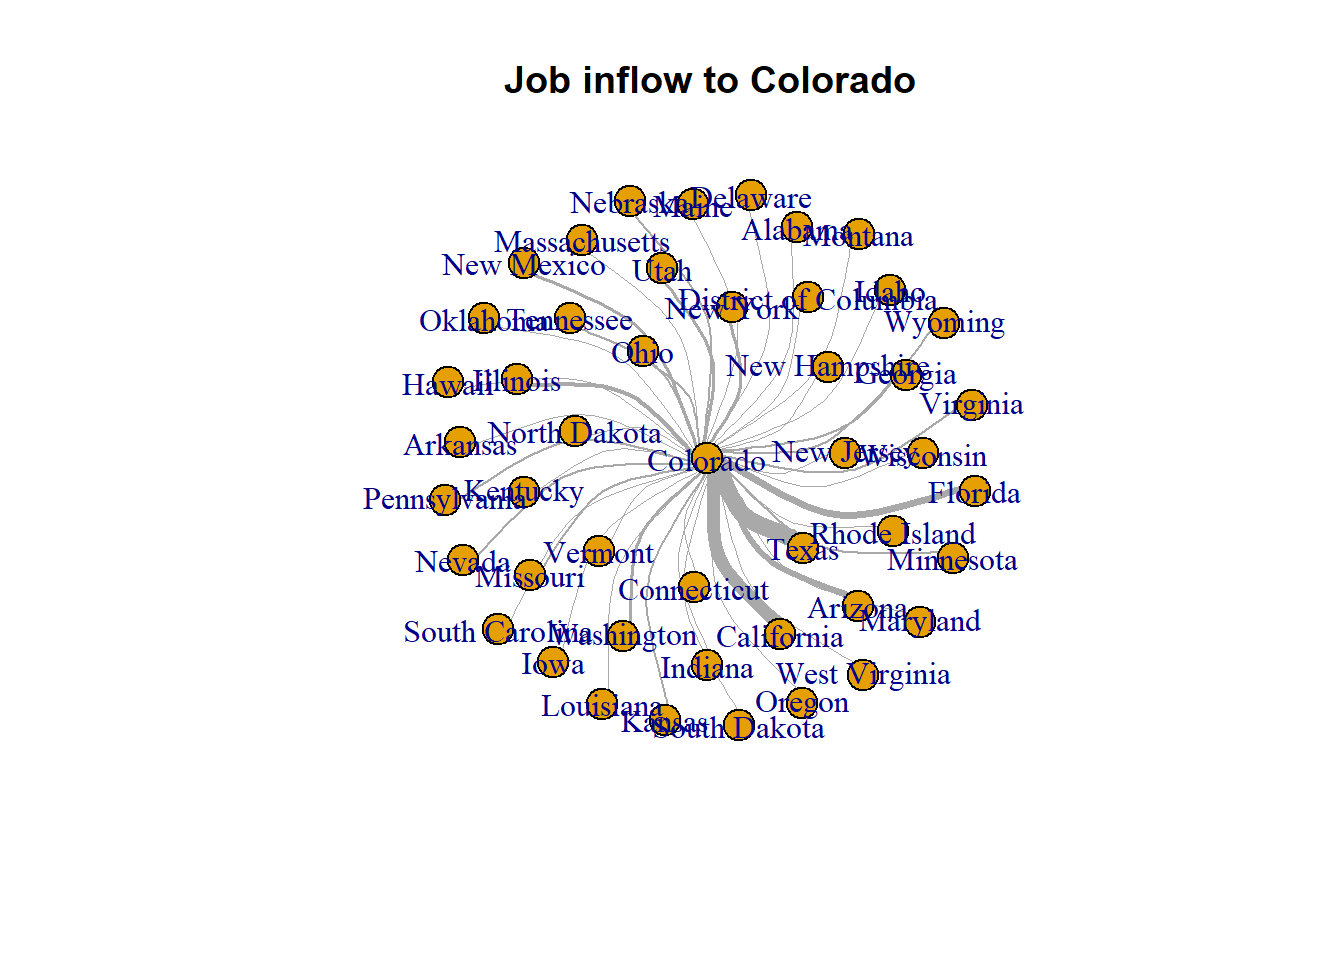 Job inflow to Colorado
Delaware
Nebraska
Maine
Alabama
Montana
Massachusetts
New Mexico
Utah
Idaho
District of Columbia
New York
Oklahoma
Tennessee
Wyoming
Ohio
New Hampshire
Georgia
Hawaii
Illinois
Virginia
North Dakota
Arkansas
Colorado
New Jersey
Wisconsin
Pennsylvania
Kentucky
Florida
Rhode Island
Texas
Vermont
Minnesota
Nevada
Missouri
Connecticut
Arizona
Maryland
South Carolina
Washington
California
Iowa
Indiana
West Virginia
Louisiana
Oregon
Kansas
South Dakota